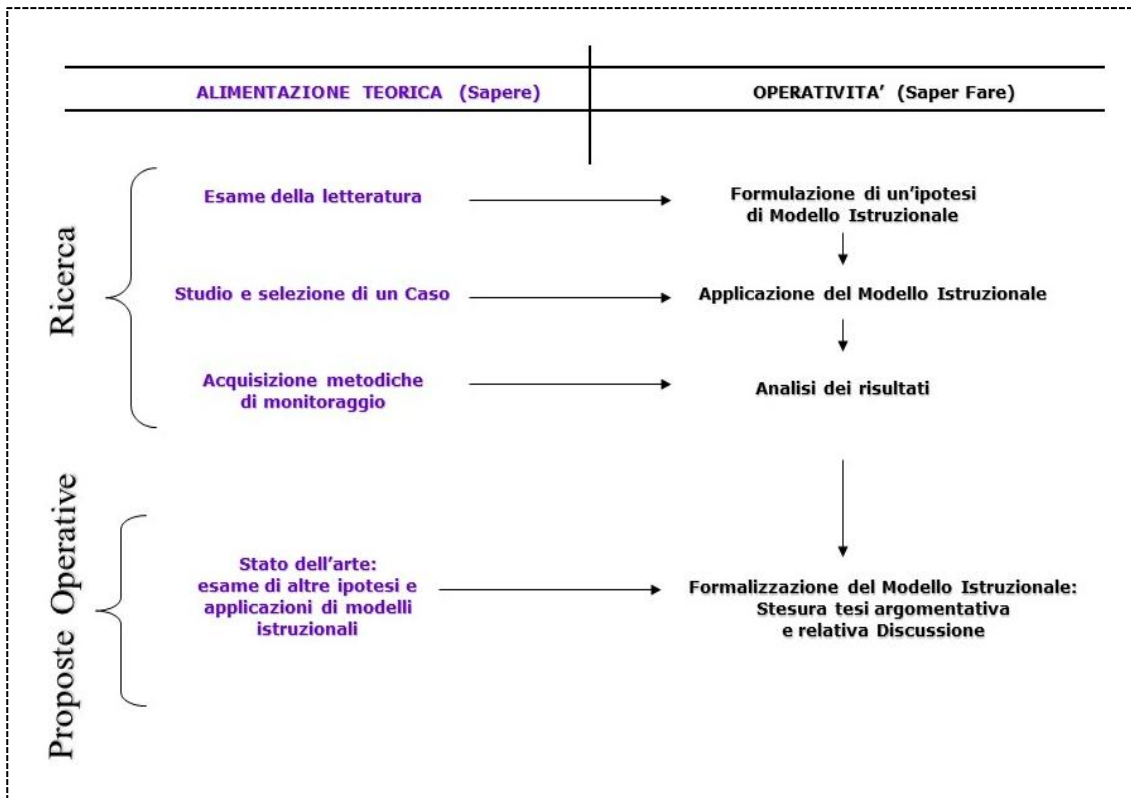 ALIMENTAZIONE TEORICA (Sapere)
OPERATIVITA’ (Saper Fare)
Ricerca
Esame della letteratura
Formulazione di un’ipotesi
di Modello Istruzionale
Studio e selezione di un Caso
Applicazione del Modello Istruzionale
Acquisizione metodiche
di monitoraggio
Analisi dei risultati
Proposte Operative
Stato dell’arte:
esame di altre ipotesi e
applicazioni di modelli
istruzionali
Formalizzazione del Modello Istruzionale:
Stesura tesi argomentativa
e relativa Discussione